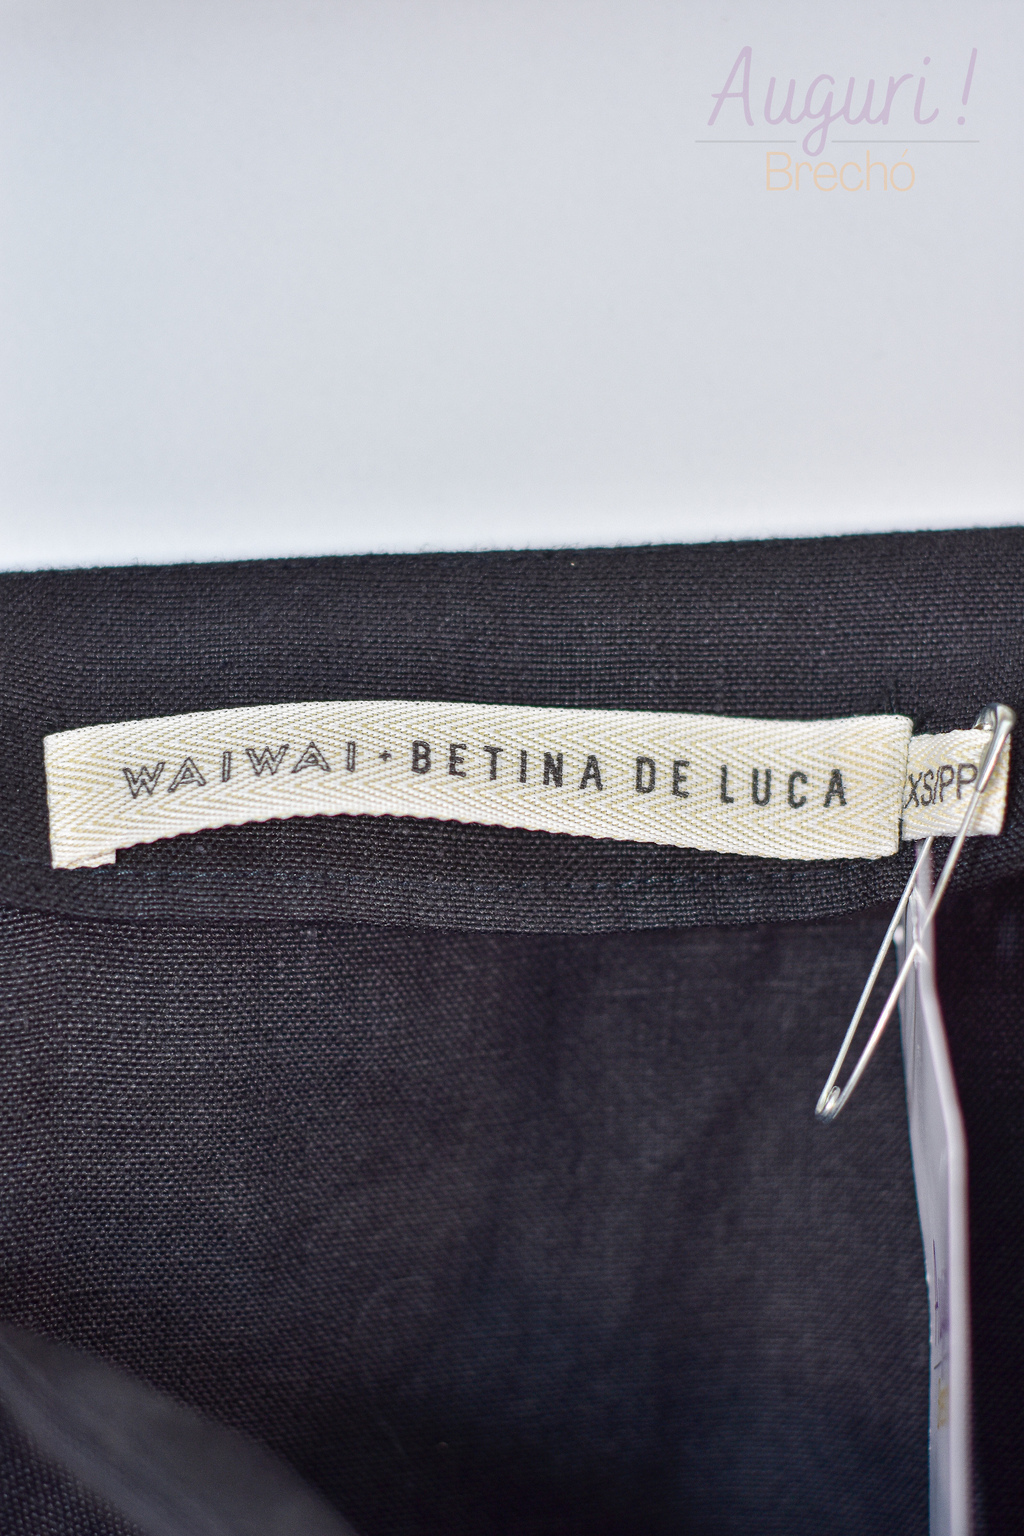 Auguri!
Brechó
WAIWAI + BETINA DE LUCA
XS/PP